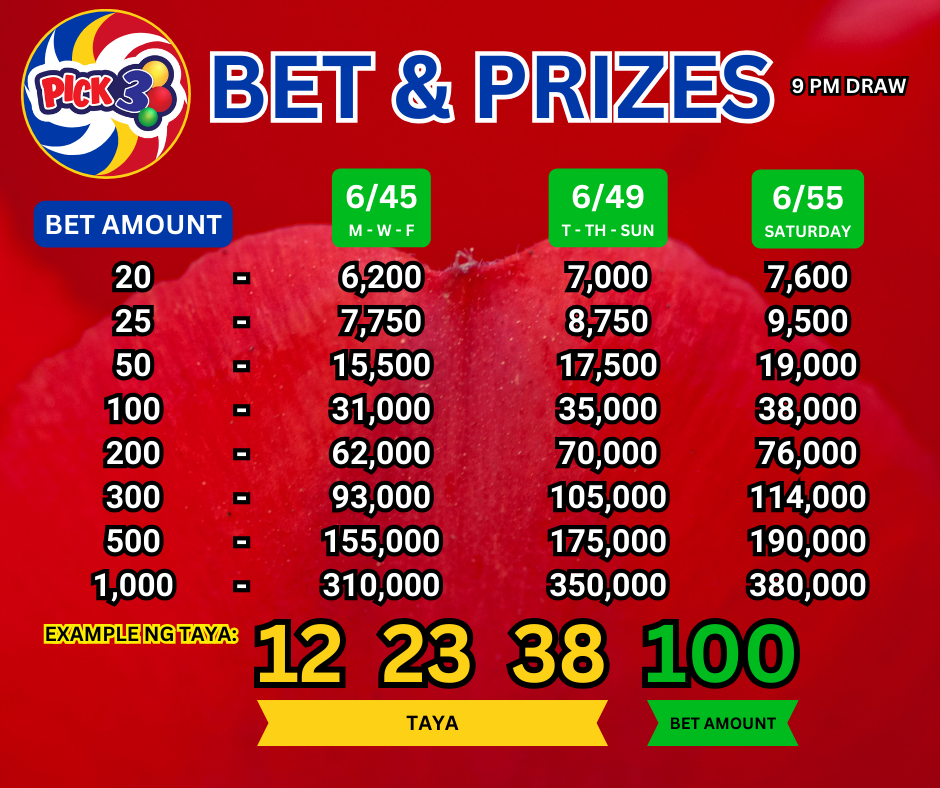 PICK 3
BET & PRIZES
9 PM DRAW
BET AMOUNT
6/45
M - W - F
6/49
T - TH - SUN
6/55
SATURDAY
20 - 6,200 7,000 7,600
25 - 7,750 8,750 9,500
50 - 15,500 17,500 19,000
100 - 31,000 35,000 38,000
200 - 62,000 70,000 76,000
300 - 93,000 105,000 114,000
500 - 155,000 175,000 190,000
1,000 - 310,000 350,000 380,000
EXAMPLE NG TAYA: 12 23 38 100
TAYA
BET AMOUNT